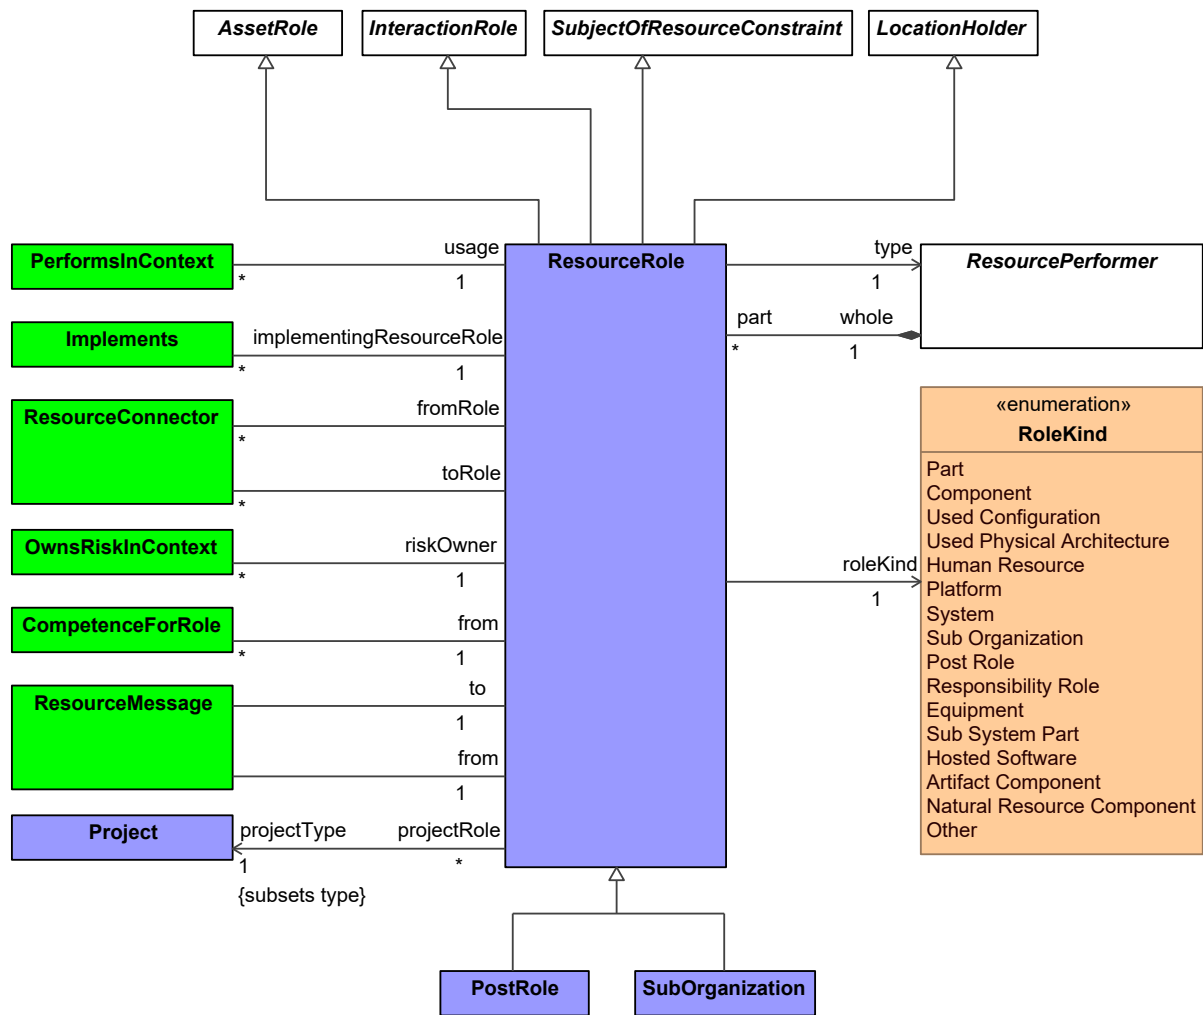 AssetRole
InteractionRole
SubjectOfResourceConstraint
LocationHolder
PerformsInContext
*
usage
1
ResourceRole
type
1
ResourcePerformer
part
*
whole
1
Implements
*
implementingResourceRole
1
ResourceConnector
*
fromRole
*
toRole
«enumeration»
RoleKind
Part
Component
Used Configuration
Used Physical Architecture
Human Resource
Platform
System
Sub Organization
Post Role
Responsibility Role
Equipment
Sub System Part
Hosted Software
Artifact Component
Natural Resource Component
Other
roleKind
1
OwnsRiskInContext
*
riskOwner
1
CompetenceForRole
*
from
1
ResourceMessage
to
1
from
1
Project
projectType
1
{subsets type}
projectRole
*
PostRole
SubOrganization